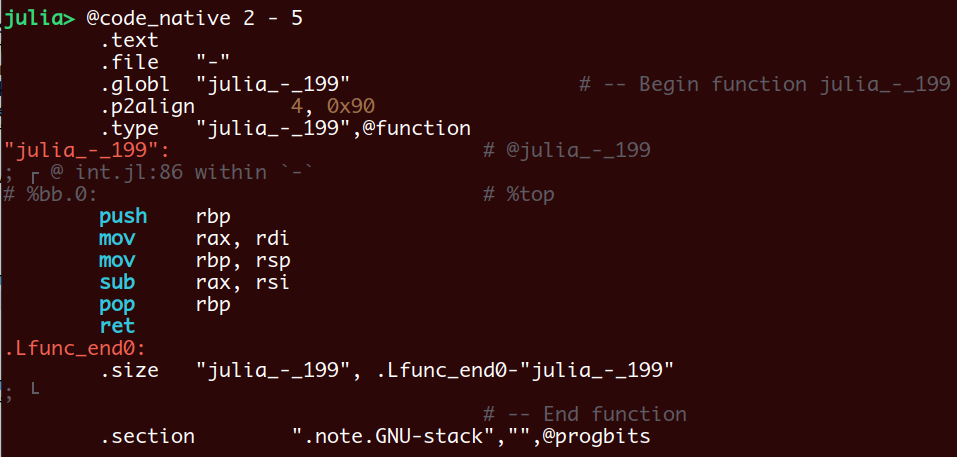 julia> @code_native 2 - 5
        .text
        .file   "-"
        .globl  "julia_-_199"                   # -- Begin function julia_-_199
        .p2align        4, 0x90
        .type   "julia_-_199",@function
"julia_-_199":                          # @julia_-_199
; ┌ @ int.jl:86 within `-`
# %bb.0:                                # %top
        push    rbp
        mov     rax, rdi
        mov     rbp, rsp
        sub     rax, rsi
        pop     rbp
        ret
.Lfunc_end0:
        .size   "julia_-_199", .Lfunc_end0-"julia_-_199"
; └
                                        # -- End function
        .section        ".note.GNU-stack","",@progbits